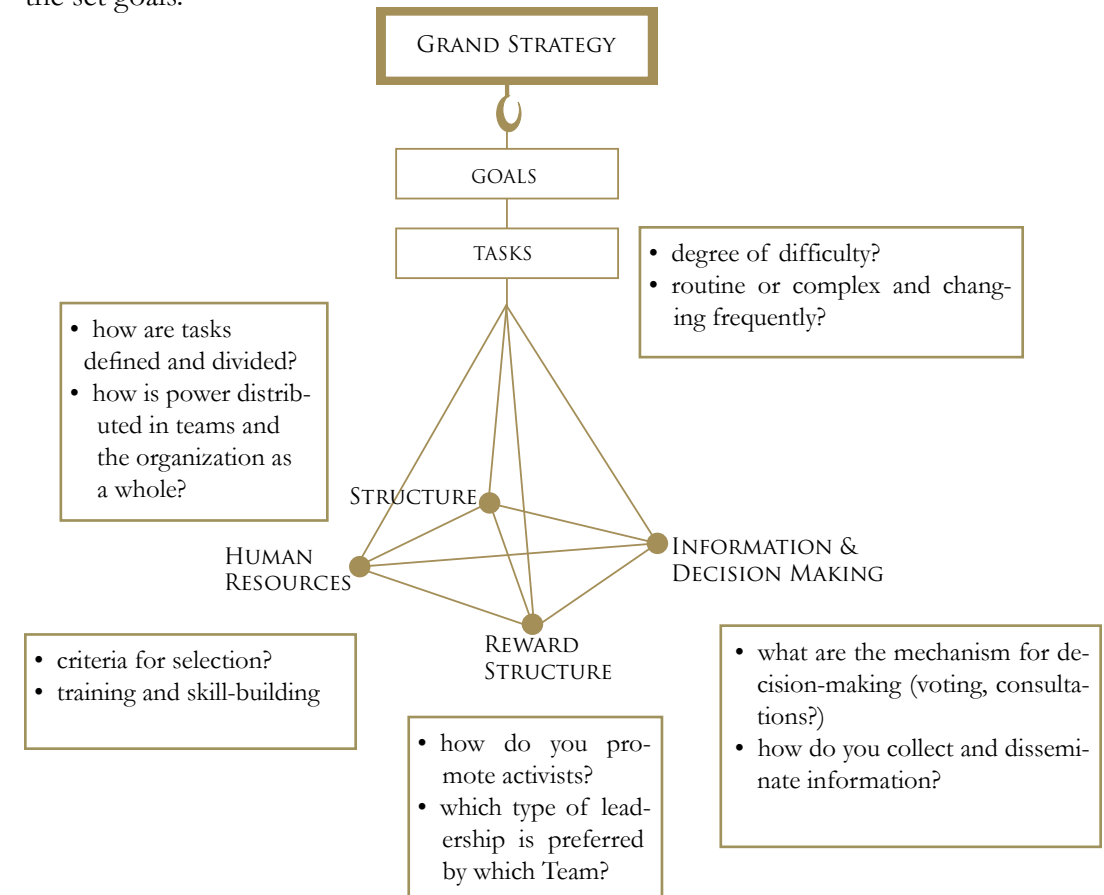 the set goals.
Grand Strategy
GOALS
TASKS
• degree of difficulty?
• routine or complex and chang-
ing frequently?
• how are tasks
defined and divided?
• how is power distrib-
uted in teams and
the organization as
a whole?
Structure
Human
Resources
Information &
Decision Making
Reward
Structure
• criteria for selection?
• training and skill-building
• how do you pro-
mote activists?
• which type of lead-
ership is preferred
by which Team?
• what are the mechanism for de-
cision-making (voting, consulta-
tions?)
• how do you collect and dissemi-
nate information?